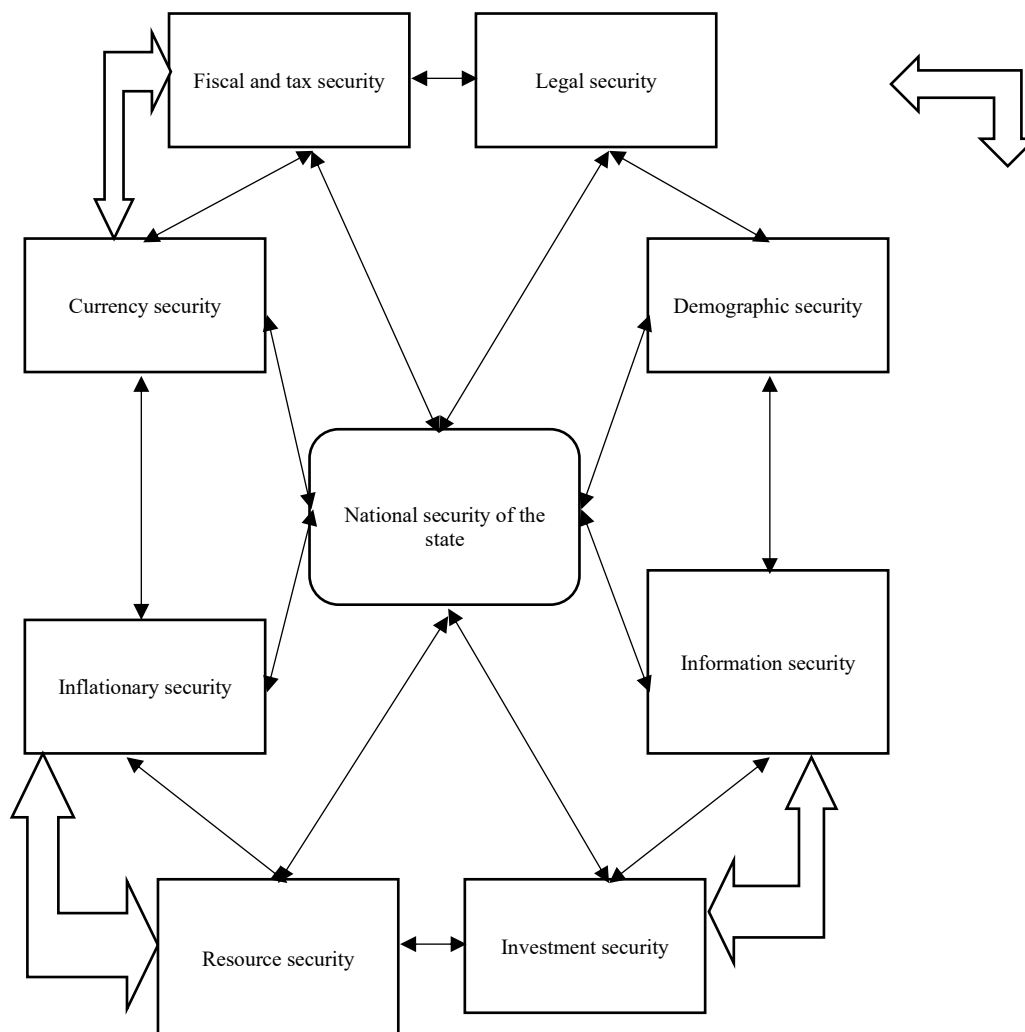 Fiscal and tax security
Legal security
Currency security
Demographic security
National security of the
state
Inflationary security
Information security
Resource security
Investment security